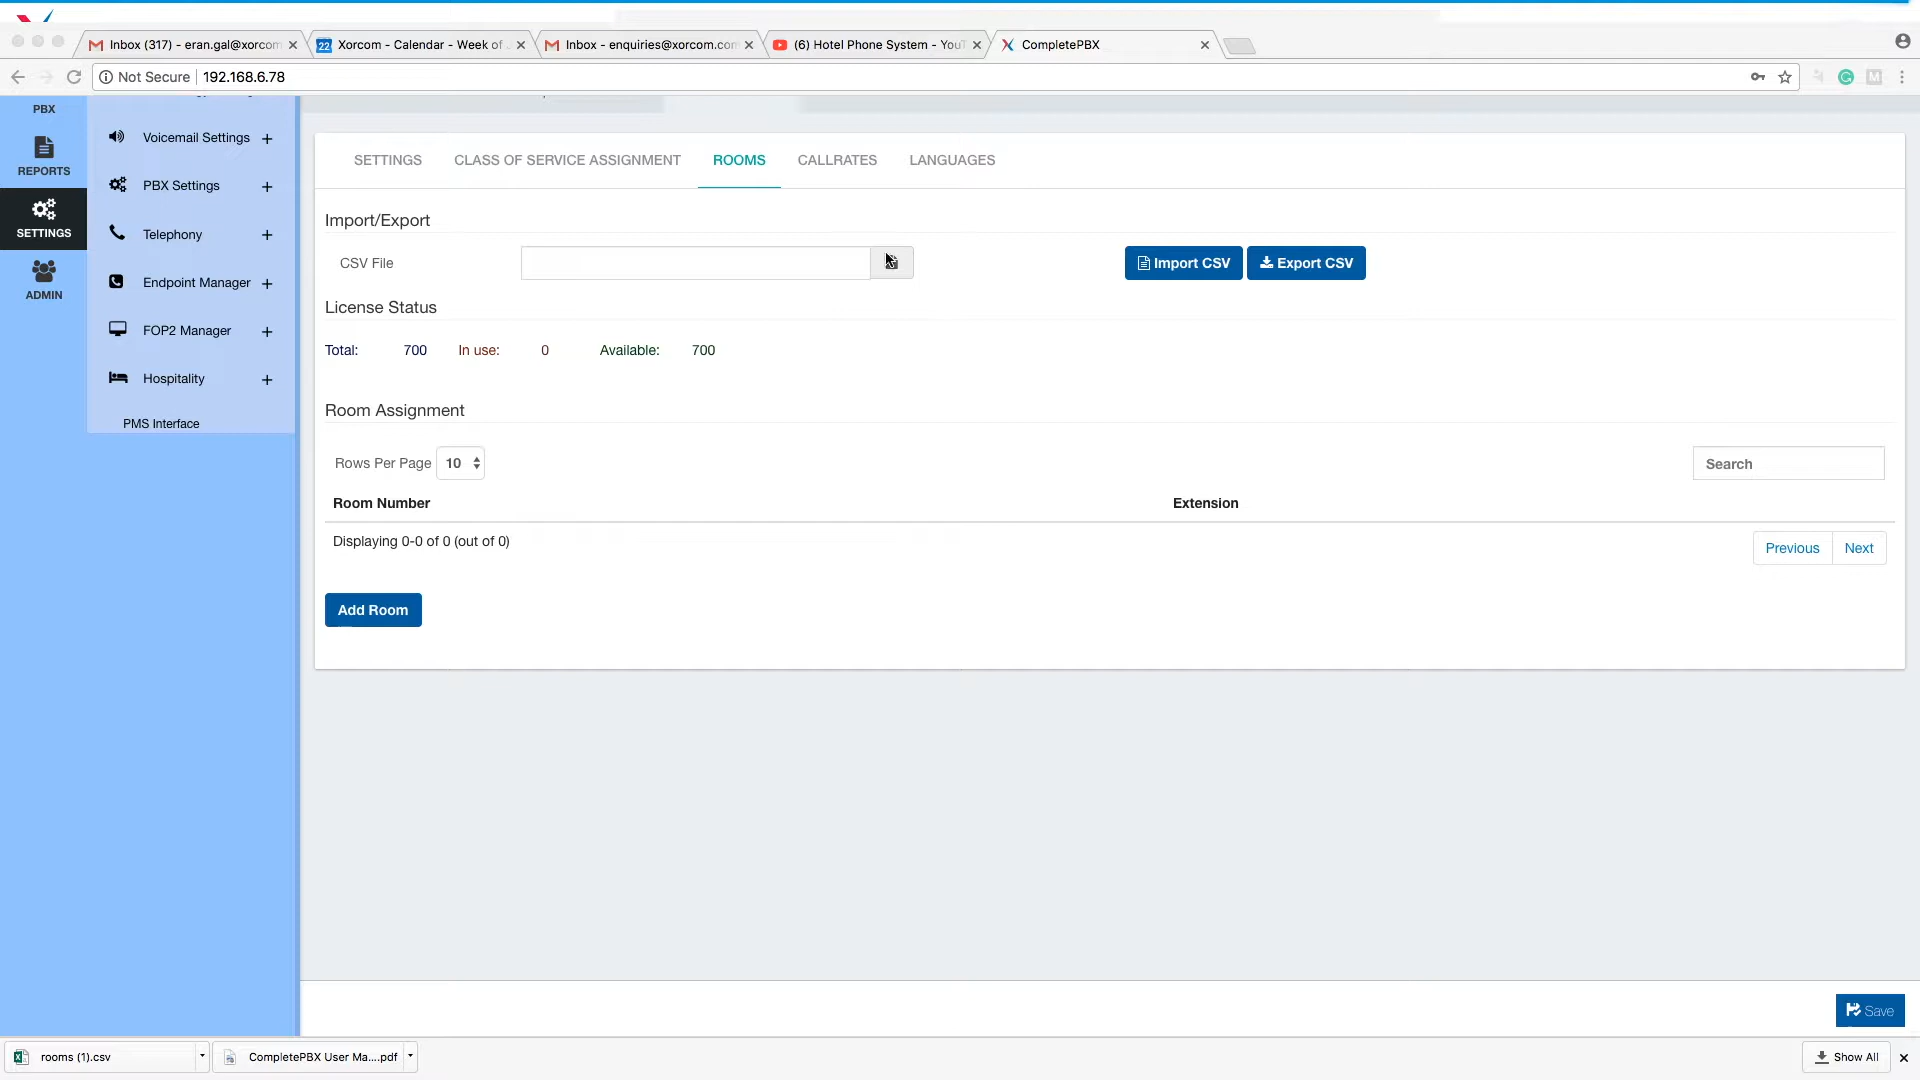 Inbox (317) - eran.gal@xorcom
Xorcom - Calendar - Week of
Inbox - enquiries@xorcom.com
(6) Hotel Phone System - YouT
CompletePBX
Not Secure
192.168.6.78
PBX
REPORTS
SETTINGS
ADMIN
Voicemail Settings +
PBX Settings +
Telephony +
Endpoint Manager +
FOP2 Manager +
Hospitality +
PMS Interface
SETTINGS CLASS OF SERVICE ASSIGNMENT ROOMS CALLRATES LANGUAGES
Import/Export
CSV File
Import CSV Export CSV
License Status
Total: 700 In use: 0 Available: 700
Room Assignment
Rows Per Page 10 Search
Room Number Extension
Displaying 0-0 of 0 (out of 0)
Previous Next
Add Room
Save
rooms (1).csv
CompletePBX User Ma....pdf
Show All